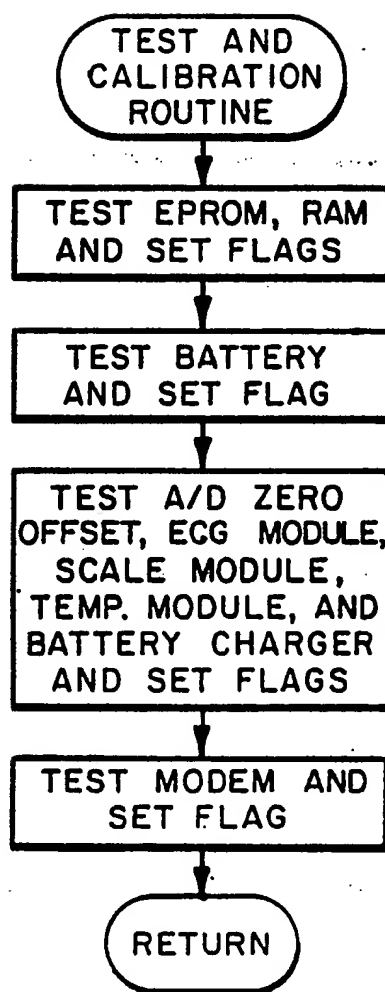 TEST AND
CALIBRATION
ROUTINE
TEST EPROM, RAM
AND SET FLAGS
TEST BATTERY
AND SET FLAG
TEST A/D ZERO
OFFSET, ECG MODULE,
SCALE MODULE,
TEMP. MODULE, AND
BATTERY CHARGER
AND SET FLAGS
TEST MODEM AND
SET FLAG
RETURN